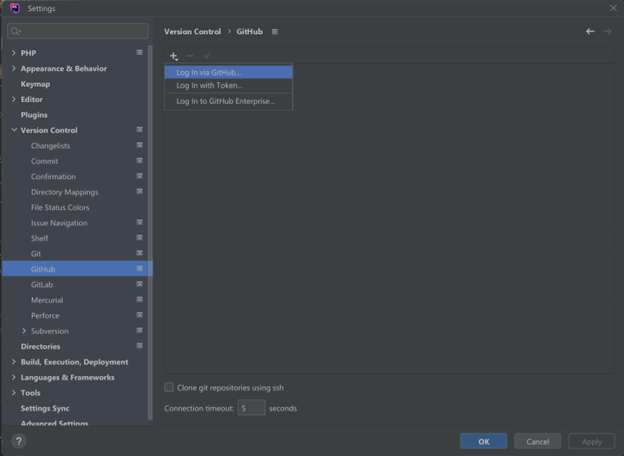 Settings
Version Control › GitHub
PHP
Appearance & Behavior
Keymap
Editor
Plugins
Version Control
Changelists
Commit
Confirmation
Directory Mappings
File Status Colors
Issue Navigation
Shelf
Git
GitHub
GitLab
Mercurial
Perforce
Subversion
Directories
Build, Execution, Deployment
Languages & Frameworks
Tools
Settings Sync
Advanced Settings
Log In via GitHub...
Log In with Token...
Log In to GitHub Enterprise...
Clone git repositories using ssh
Connection timeout: 5 seconds
? OK Cancel Apply